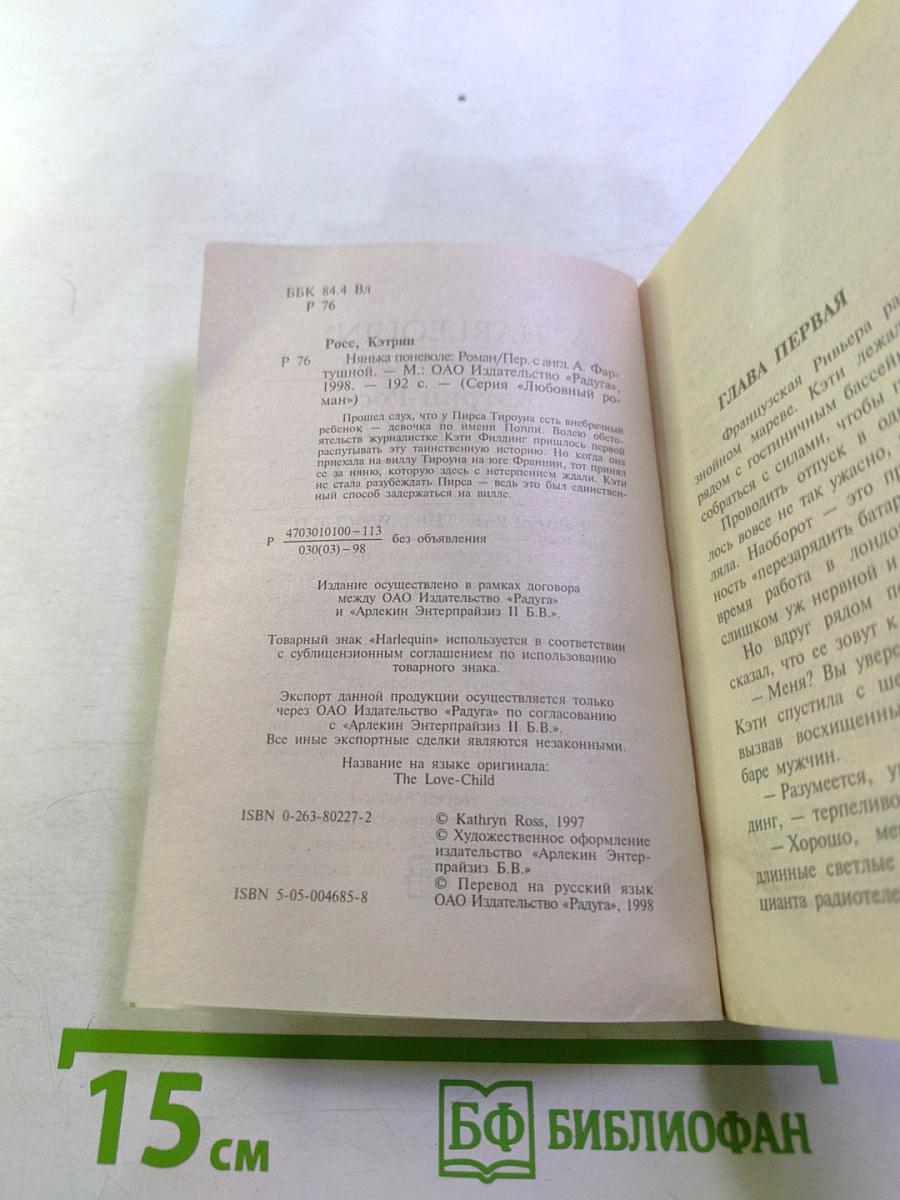 ББК 84.4 Вл
Р 76
Росс, Кэтрин
Р 76 Нянька поневоле: Роман/Пер. с англ. А. Фар-
тушной. — М.: ОАО Издательство «Радуга»,
1998. — 192 с. — (Серия «Любовный ро-
ман»)
Прошел слух, что у Пирса Тироуна есть внебрачный
ребенок — девочка по имени Поппи. Волею обсто-
ятельств журналистке Кэти Филдинг пришлось первой
распутывать эту таинственную историю. Но когда она
приехала на виллу Тироуна на юге Франции, тот принял
ее за няню, которую здесь с нетерпением ждали. Кэти
не стала разубеждать Пирса — ведь это был единствен-
ный способ задержаться на вилле.
Р 4703010100–113
030(03)–98 без объявления
Издание осуществлено в рамках договора
между ОАО Издательство «Радуга»
и «Арлекин Энтерпрайзиз II Б.В.».
Товарный знак «Harlequin» используется в соответствии
с сублицензионным соглашением по использованию
товарного знака.
Экспорт данной продукции осуществляется только
через ОАО Издательство «Радуга» по согласованию
с «Арлекин Энтерпрайзиз II Б.В.».
Все иные экспортные сделки являются незаконными.
Название на языке оригинала:
The Love-Child
ISBN 0-263-80227-2
© Kathryn Ross, 1997
© Художественное оформление
издательство «Арлекин Энтер-
прайзиз Б.В.»
ISBN 5-05-004685-8
© Перевод на русский язык
ОАО Издательство «Радуга», 1998
ГЛАВА ПЕРВАЯ
Французская Ривьера ра
знойном мареве. Кэти лежал
рядом с гостиничным бассей
собраться с силами, чтобы п
Проводить отпуск в од
лось вовсе не так ужасно,
ляла. Наоборот — это пр
ность «перезарядить батар
время работа в лондо
слишком уж нервной и
Но вдруг рядом по
сказал, что ее зовут к
— Меня? Вы увере
Кэти спустила с ше
вызвав восхищенны
баре мужчин.
— Разумеется, у
динг, — терпеливо
— Хорошо, ме
длинные светлые
цианта радиотеле
15 см
БФ БИБЛИОФАН